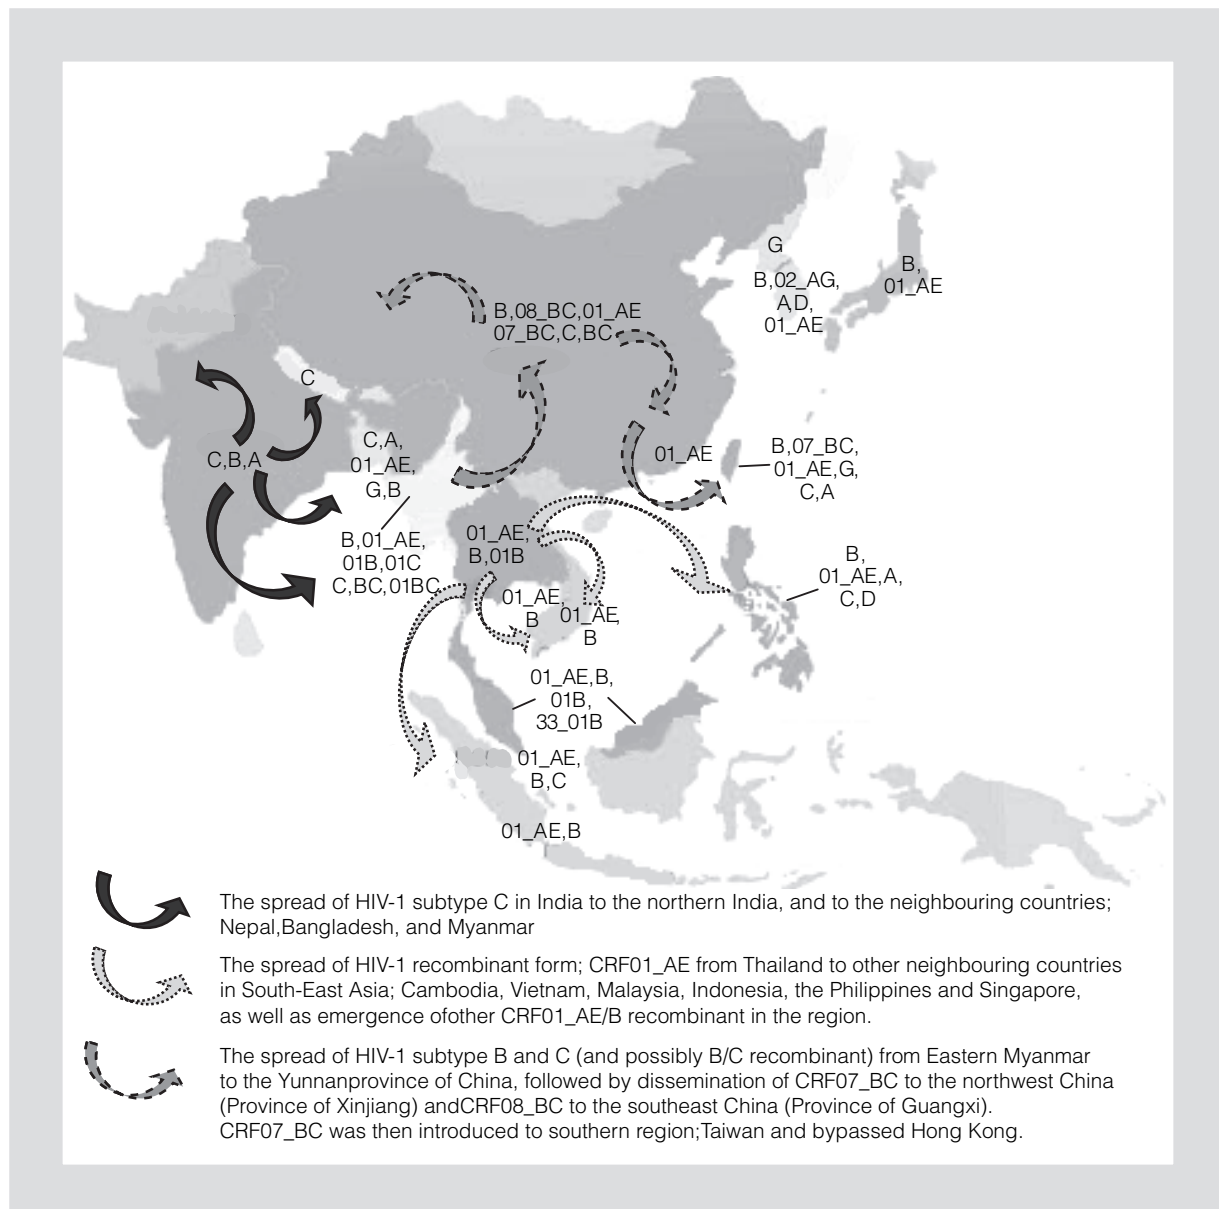 G
B,02_AG,
A,D,
01_AE
B,
01_AE
B,08_BC,01_AE
07_BC,C,BC
C
C,B,A
C,A,
01_AE,
G,B
01_AE
B,07_BC,
01_AE,G,
C,A
B,01_AE,
01B,01C
C,BC,01BC
01_AE,
B,01B
B,
01_AE,A,
C,D
01_AE,
B
01_AE,
B
01_AE,B,
01B,
33_01B
01_AE,
B,C
01_AE,B
The spread of HIV-1 subtype C in India to the northern India, and to the neighbouring countries;
Nepal,Bangladesh, and Myanmar
The spread of HIV-1 recombinant form; CRF01_AE from Thailand to other neighbouring countries
in South-East Asia; Cambodia, Vietnam, Malaysia, Indonesia, the Philippines and Singapore,
as well as emergence ofother CRF01_AE/B recombinant in the region.
The spread of HIV-1 subtype B and C (and possibly B/C recombinant) from Eastern Myanmar
to the Yunnanprovince of China, followed by dissemination of CRF07_BC to the northwest China
(Province of Xinjiang) andCRF08_BC to the southeast China (Province of Guangxi).
CRF07_BC was then introduced to southern region;Taiwan and bypassed Hong Kong.